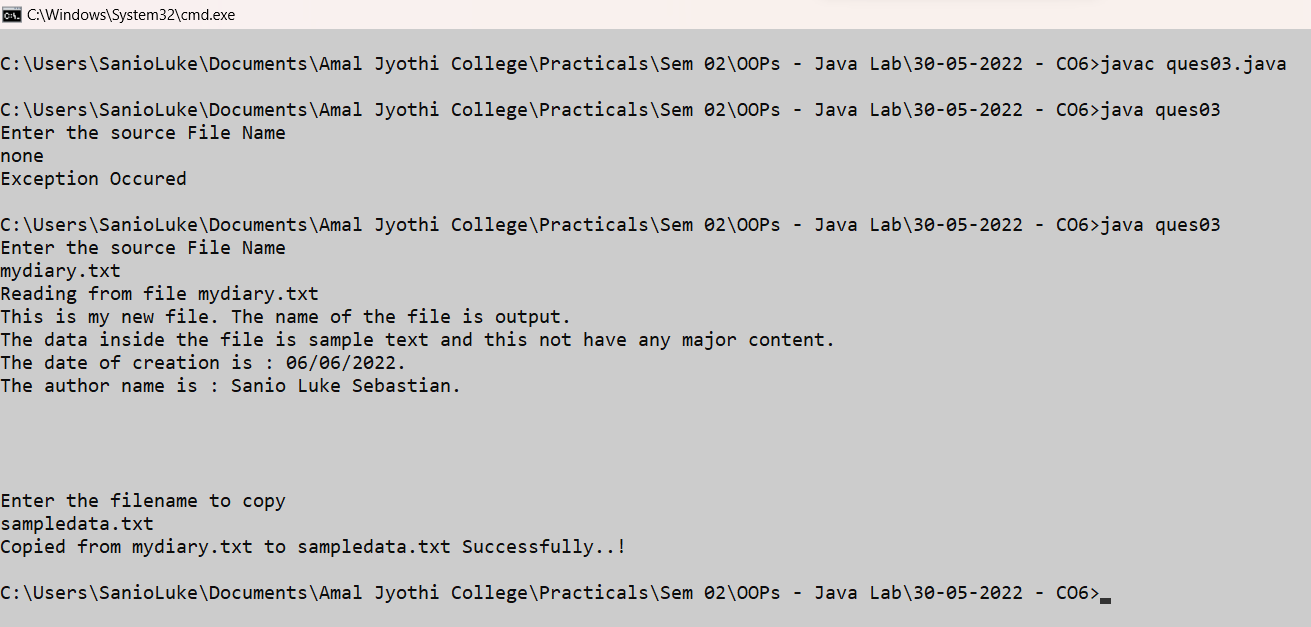 C:\Windows\System32\cmd.exe
C:\Users\SanioLuke\Documents\Amal Jyothi College\Practicals\Sem 02\OOPs - Java Lab\30-05-2022 - CO6>javac ques03.java
C:\Users\SanioLuke\Documents\Amal Jyothi College\Practicals\Sem 02\OOPs - Java Lab\30-05-2022 - CO6>java ques03
Enter the source File Name
none
Exception Occured
C:\Users\SanioLuke\Documents\Amal Jyothi College\Practicals\Sem 02\OOPs - Java Lab\30-05-2022 - CO6>java ques03
Enter the source File Name
mydiary.txt
Reading from file mydiary.txt
This is my new file. The name of the file is output.
The data inside the file is sample text and this not have any major content.
The date of creation is : 06/06/2022.
The author name is : Sanio Luke Sebastian.
Enter the filename to copy
sampledata.txt
Copied from mydiary.txt to sampledata.txt Successfully..!
C:\Users\SanioLuke\Documents\Amal Jyothi College\Practicals\Sem 02\OOPs - Java Lab\30-05-2022 - CO6>